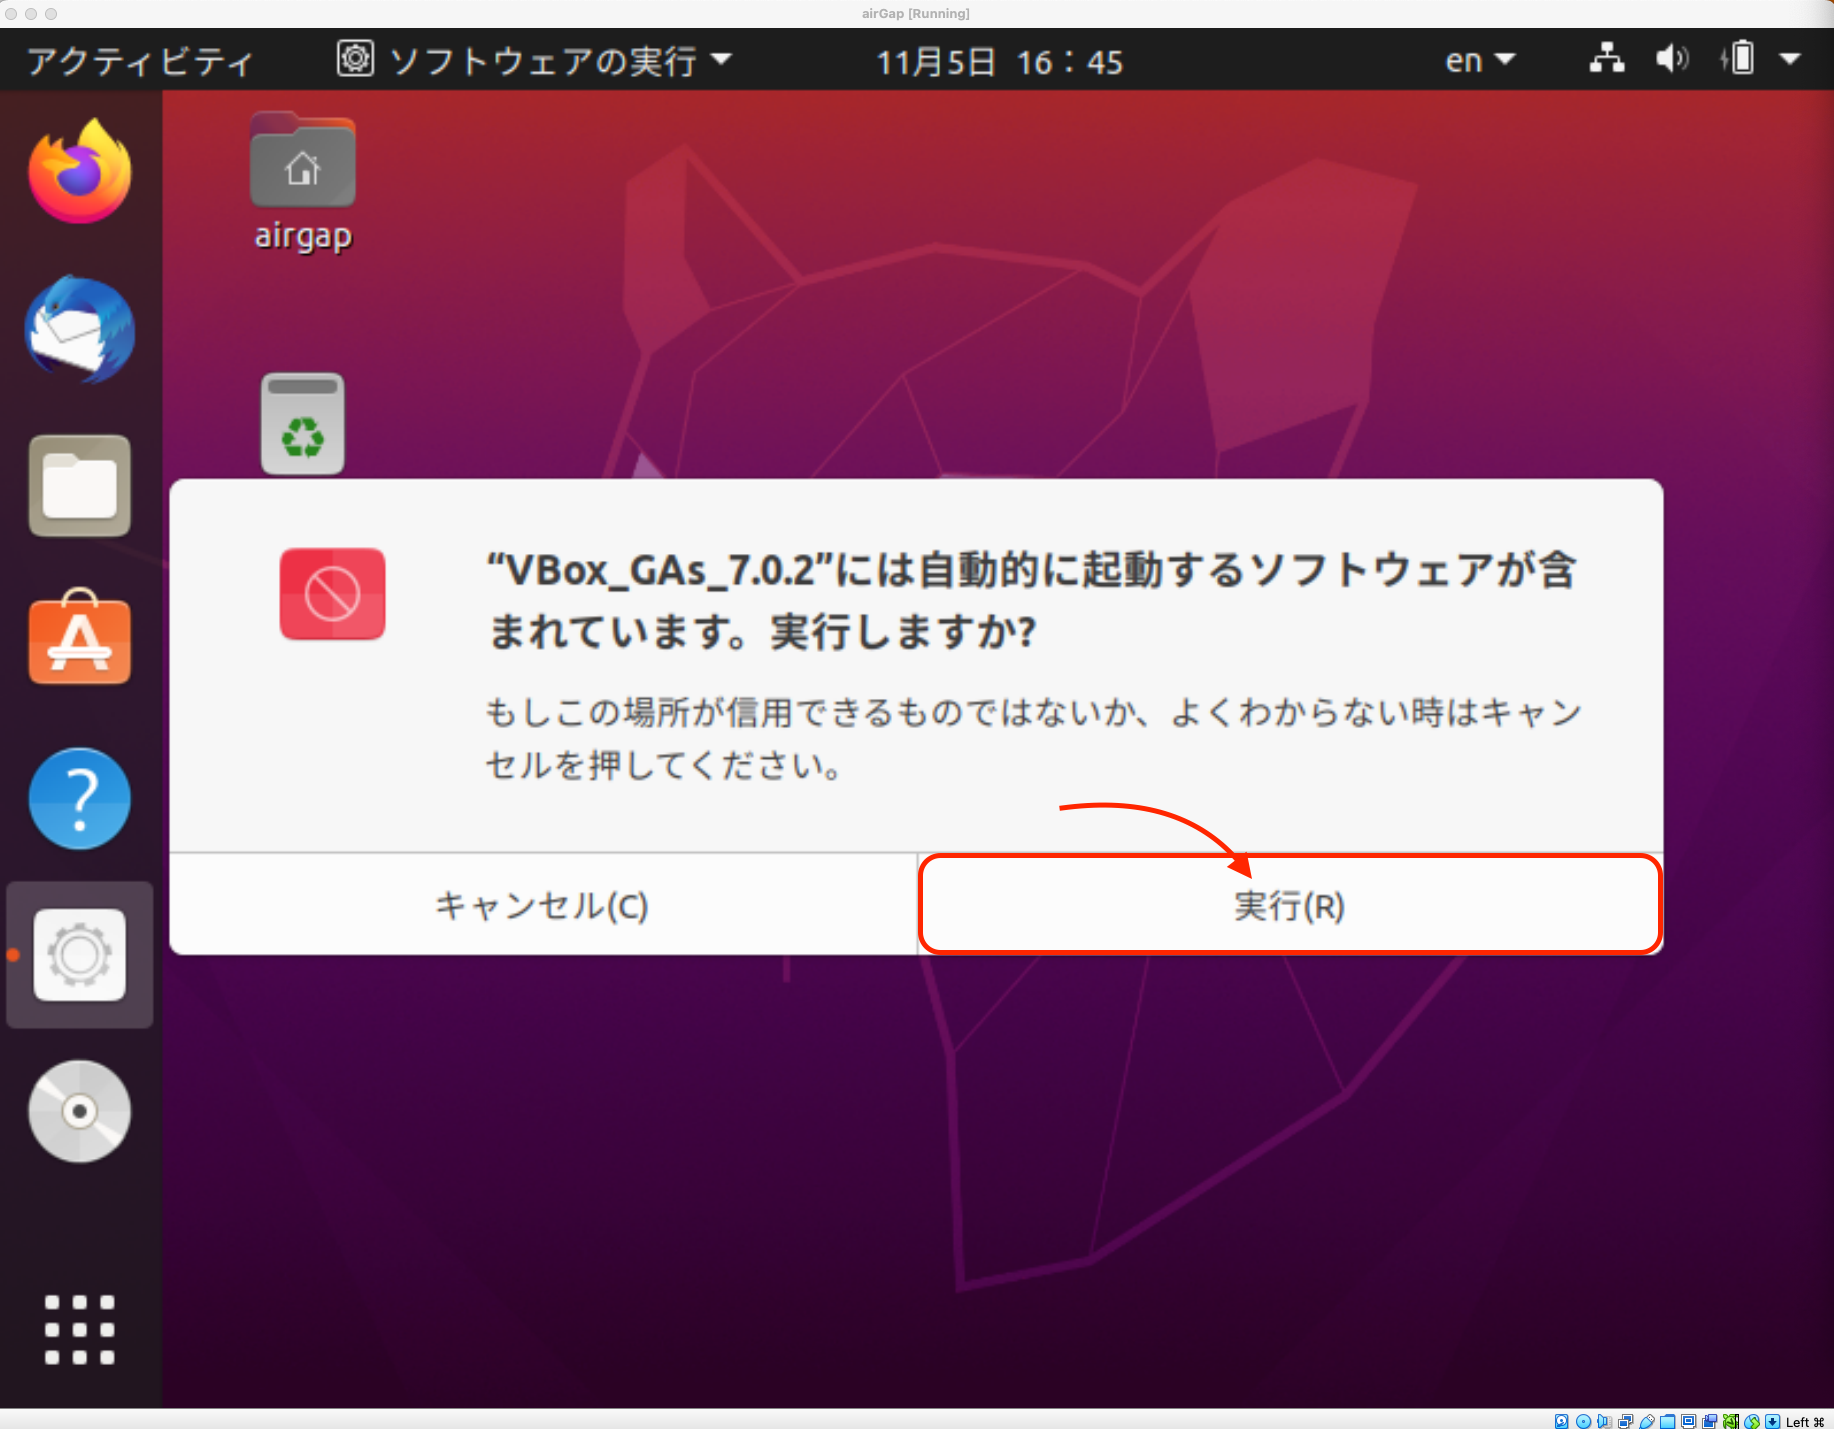 airGap [Running]
アクティビティ ソフトウェアの実行 11月5日 16：45 en
airgap
“VBox_GAs_7.0.2”には自動的に起動するソフトウェアが含
まれています。実行しますか?
もしこの場所が信用できるものではないか、よくわからない時はキャン
セルを押してください。
キャンセル(C) 実行(R)
Left ⌘